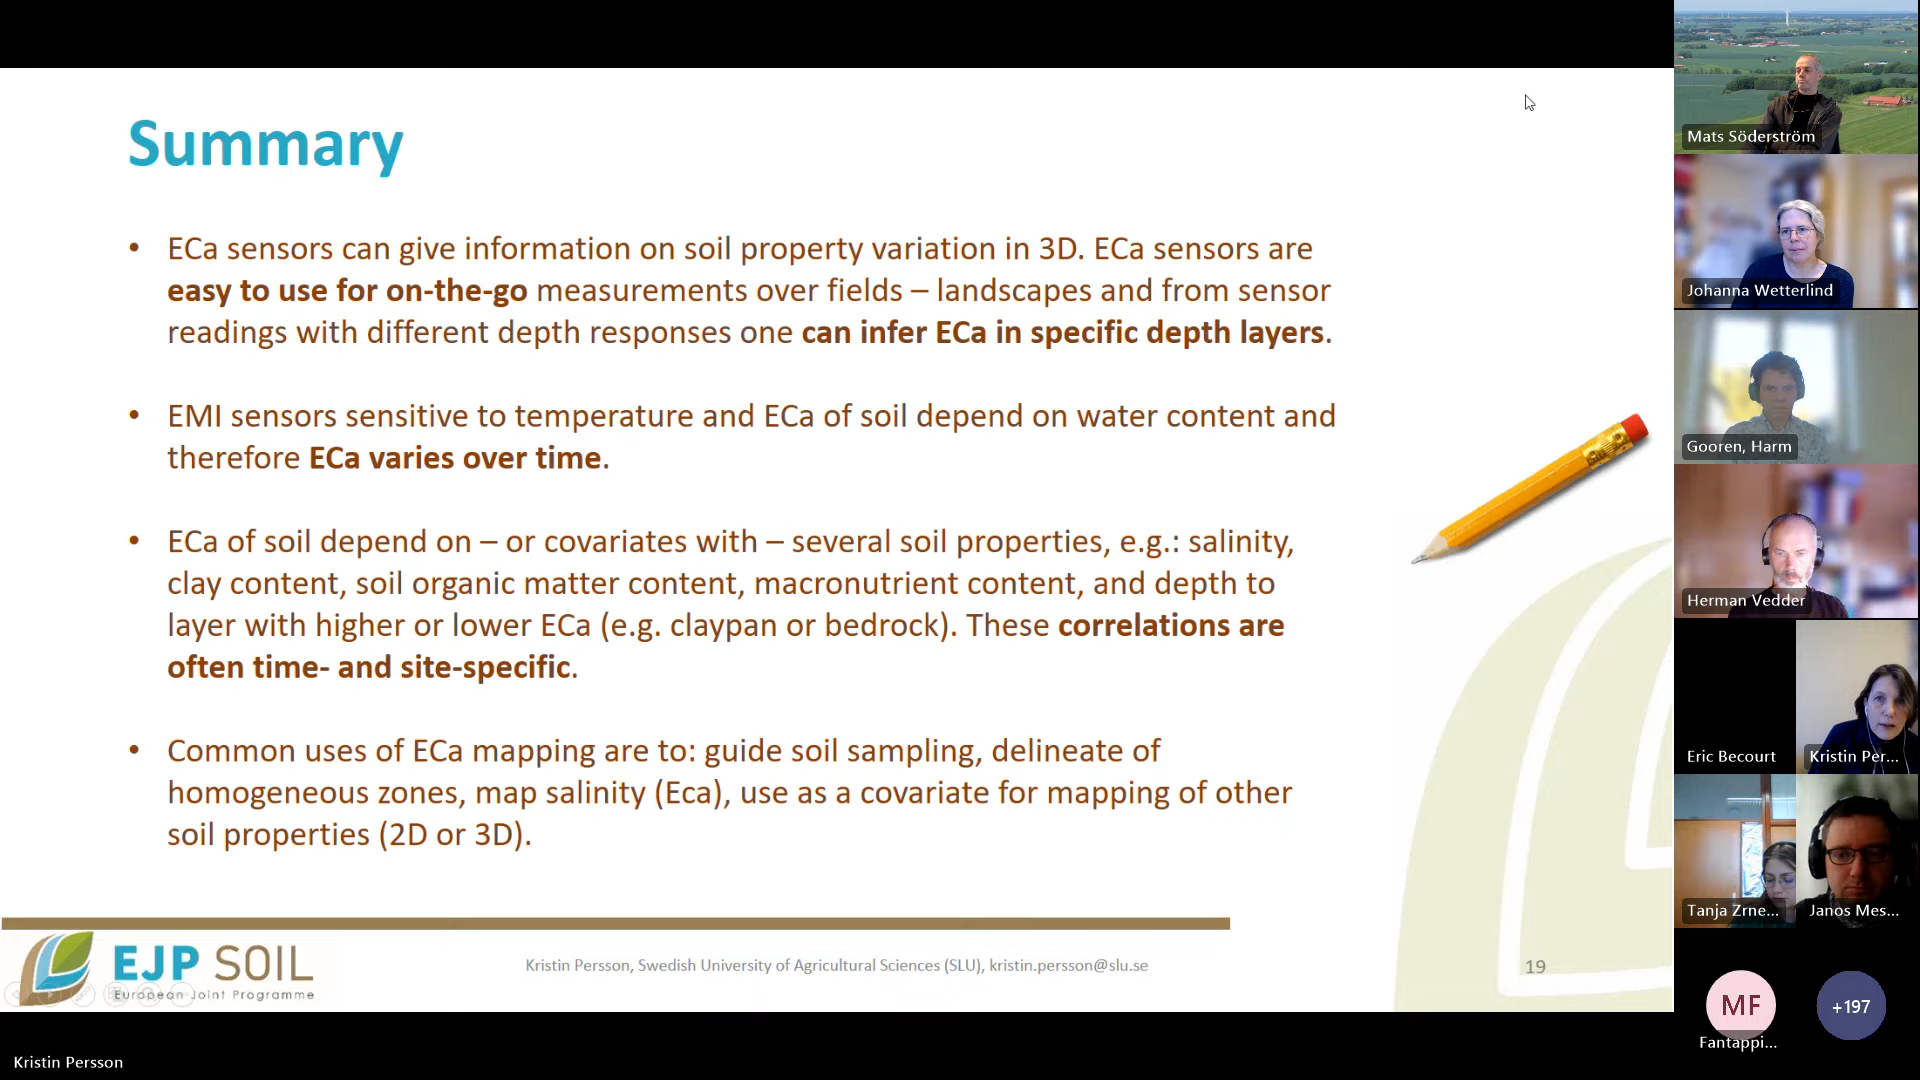 Summary
• ECa sensors can give information on soil property variation in 3D. ECa sensors are
easy to use for on-the-go measurements over fields – landscapes and from sensor
readings with different depth responses one can infer ECa in specific depth layers.
• EMI sensors sensitive to temperature and ECa of soil depend on water content and
therefore ECa varies over time.
• ECa of soil depend on – or covariates with – several soil properties, e.g.: salinity,
clay content, soil organic matter content, macronutrient content, and depth to
layer with higher or lower ECa (e.g. claypan or bedrock). These correlations are
often time- and site-specific.
• Common uses of ECa mapping are to: guide soil sampling, delineate of
homogeneous zones, map salinity (Eca), use as a covariate for mapping of other
soil properties (2D or 3D).
EJP SOIL
European Joint Programme
Kristin Persson, Swedish University of Agricultural Sciences (SLU), kristin.persson@slu.se
19
Kristin Persson
Mats Söderström
Johanna Wetterlind
Gooren, Harm
Herman Vedder
Eric Becourt
Kristin Per...
Tanja Zrne...
Janos Mes...
MF
+197
Fantappi...